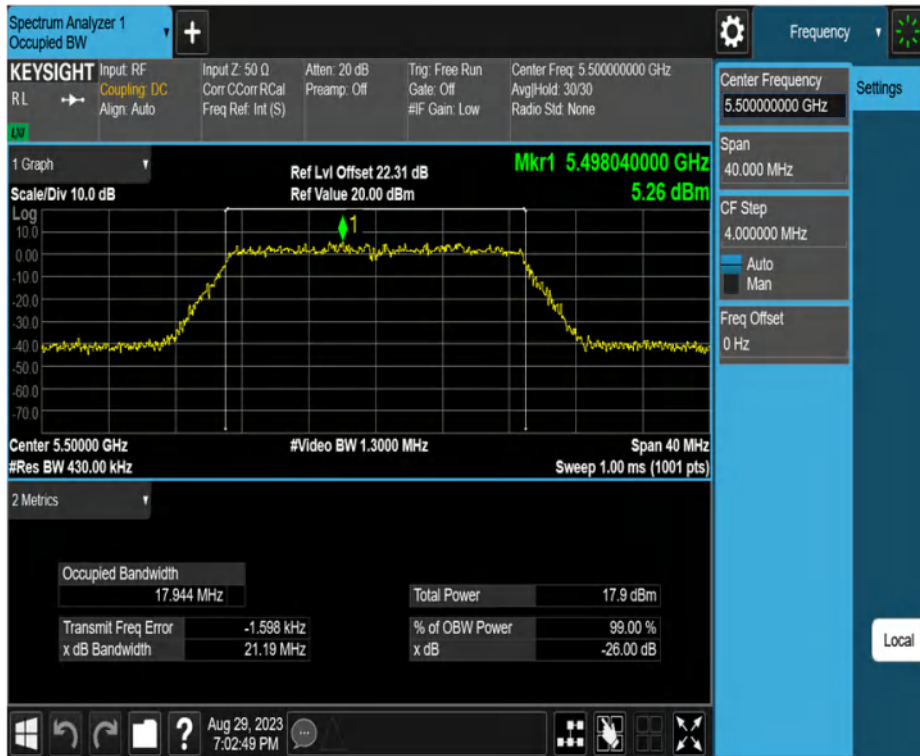 Spectrum Analyzer 1
Occupied BW
+
Frequency
KEYSIGHT
RL
LXI
Input: RF
Coupling: DC
Align: Auto
Input Z: 50 Ω
Corr CCorr RCal
Freq Ref: Int (S)
Atten: 20 dB
Preamp: Off
Trig: Free Run
Gate: Off
#IF Gain: Low
Center Freq: 5.500000000 GHz
Avg|Hold: 30/30
Radio Std: None
Center Frequency
5.500000000 GHz
Settings
Span
40.000 MHz
CF Step
4.000000 MHz
Auto
Man
Freq Offset
0 Hz
1 Graph
Scale/Div 10.0 dB
Ref Lvl Offset 22.31 dB
Ref Value 20.00 dBm
Mkr1 5.498040000 GHz
5.26 dBm
Log
10.0
0.00
-10.0
-20.0
-30.0
-40.0
-50.0
-60.0
-70.0
1
Center 5.50000 GHz
#Video BW 1.3000 MHz
Span 40 MHz
#Res BW 430.00 kHz
Sweep 1.00 ms (1001 pts)
2 Metrics
Occupied Bandwidth
17.944 MHz
Total Power 17.9 dBm
Transmit Freq Error -1.598 kHz
% of OBW Power 99.00 %
x dB Bandwidth 21.19 MHz
x dB -26.00 dB
Local
?
Aug 29, 2023
7:02:49 PM